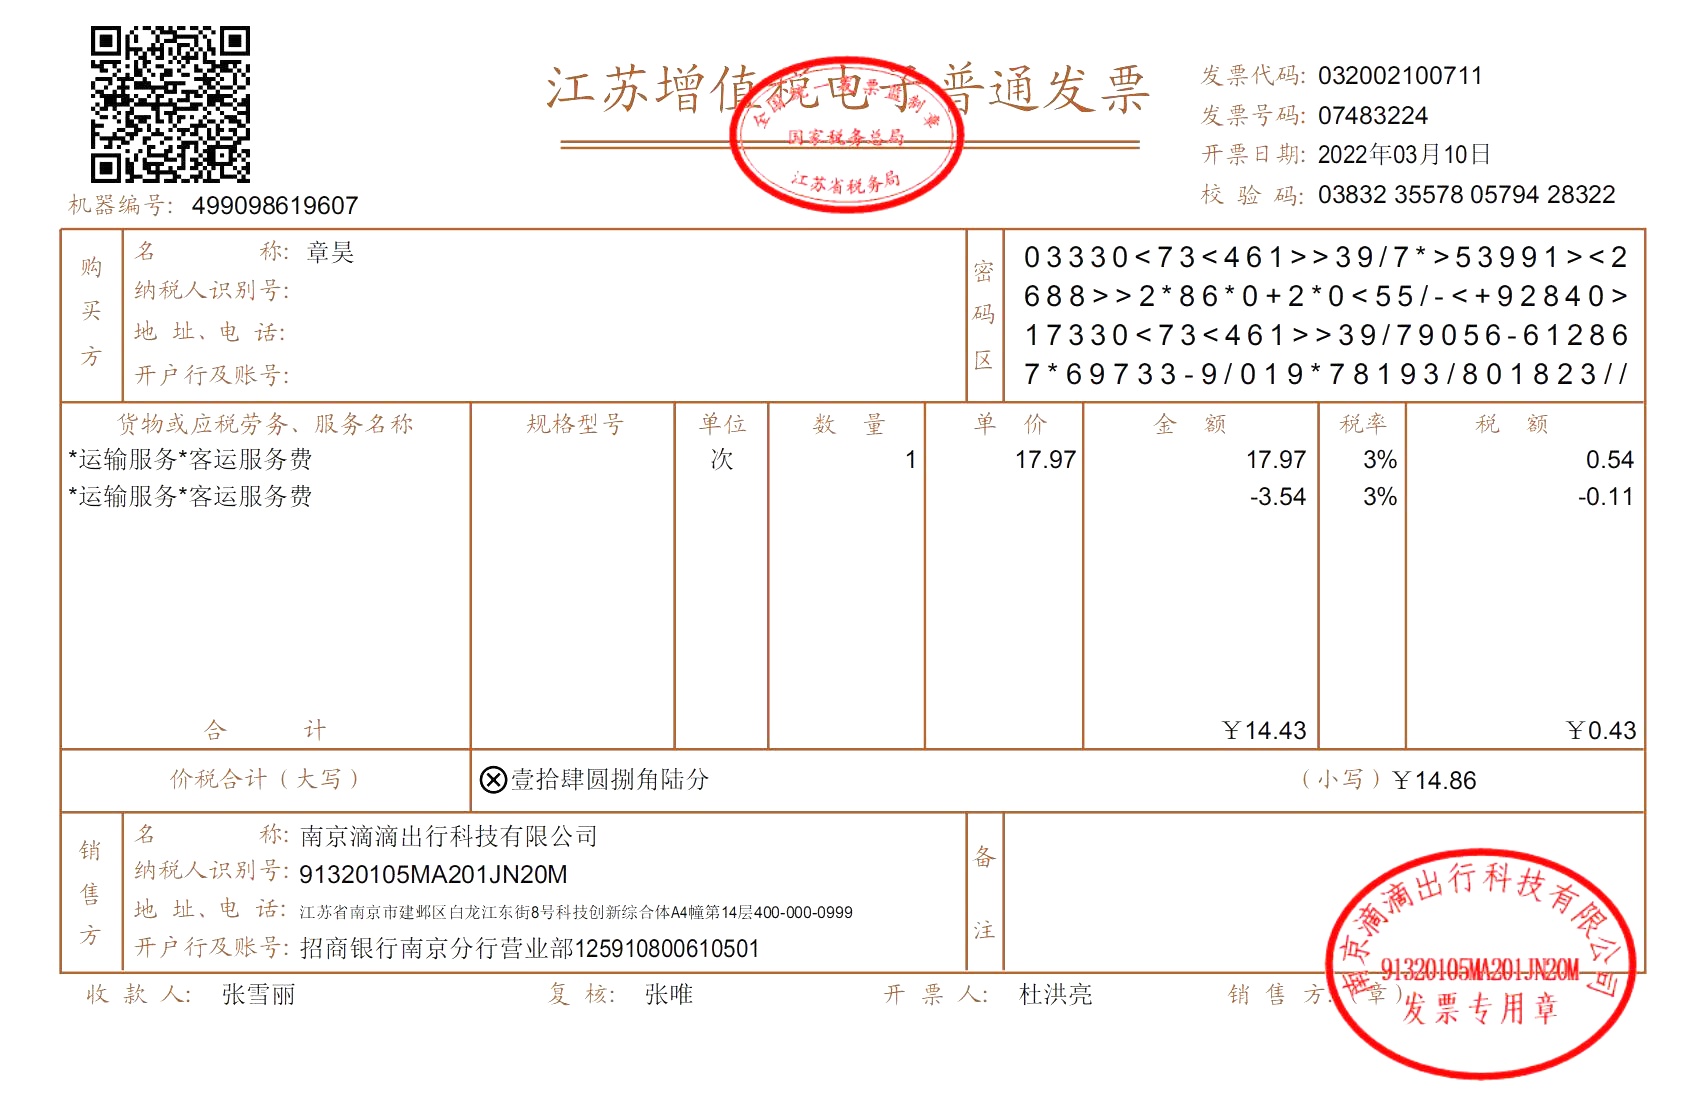 江苏增值税电子普通发票
全国统一发票监制章
国家税务总局
江苏省税务局
发票代码: 032002100711
发票号码: 07483224
开票日期: 2022年03月10日
校 验 码: 03832 35578 05794 28322
机器编号: 499098619607
购买方
名 称: 章昊
纳税人识别号:
地 址、电 话:
开户行及账号:
密码区
03330<73<461>>39/7*>53991><2
688>>2*86*0+2*0<55/-<+92840>
17330<73<461>>39/79056-61286
7*69733-9/019*78193/801823//
货物或应税劳务、服务名称 规格型号 单位 数 量 单 价 金 额 税率 税 额
*运输服务*客运服务费 次 1 17.97 17.97 3% 0.54
*运输服务*客运服务费 -3.54 3% -0.11
合 计 ￥14.43 ￥0.43
价税合计（大写） ⊗壹拾肆圆捌角陆分 （小写）￥14.86
销售方
名 称: 南京滴滴出行科技有限公司
纳税人识别号: 91320105MA201JN20M
地 址、电 话: 江苏省南京市建邺区白龙江东街8号科技创新综合体A4幢第14层400-000-0999
开户行及账号: 招商银行南京分行营业部125910800610501
备注
收 款 人: 张雪丽 复 核: 张唯 开 票 人: 杜洪亮 销 售 方:（章）
南京滴滴出行科技有限公司
91320105MA201JN20M
发票专用章